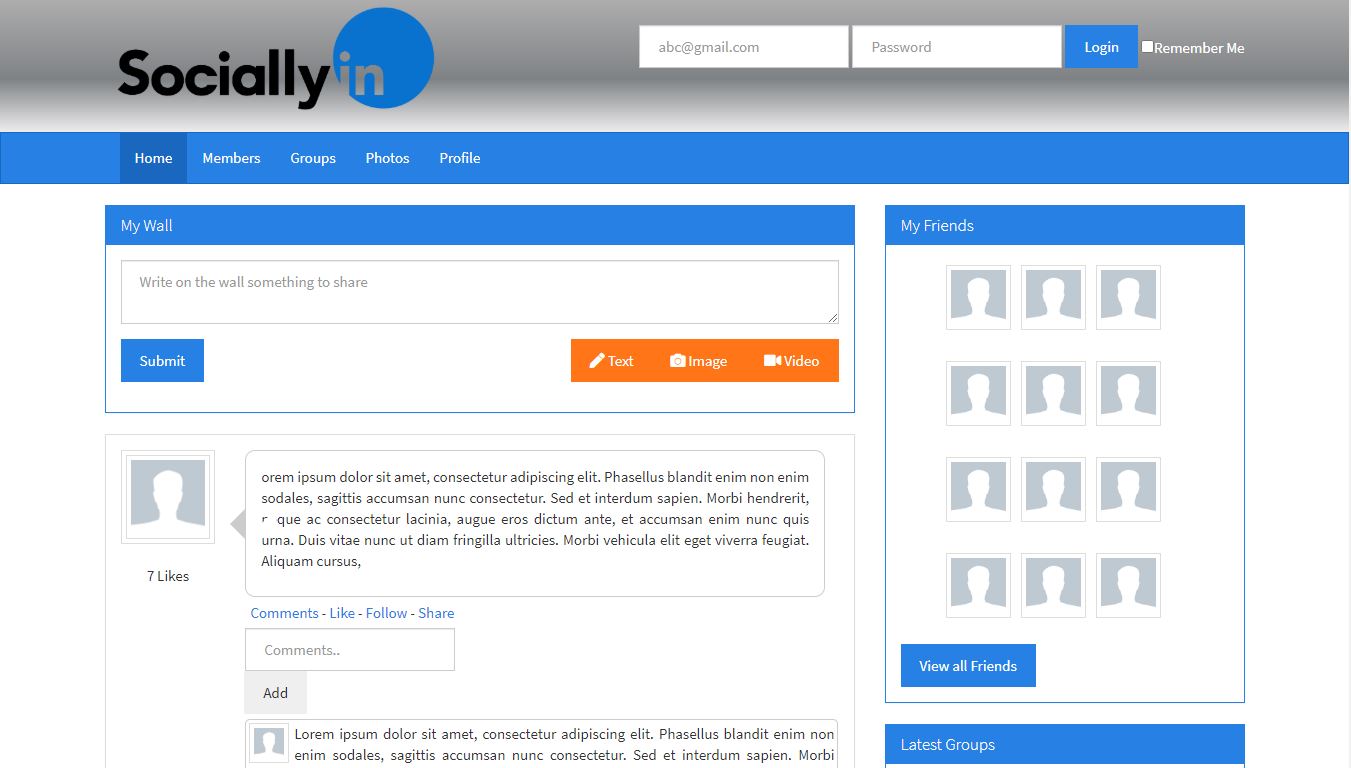 Sociallyin
abc@gmail.com
Password
Login
Remember Me
Home
Members
Groups
Photos
Profile
My Wall
Write on the wall something to share
Submit
Text
Image
Video
orem ipsum dolor sit amet, consectetur adipiscing elit. Phasellus blandit enim non enim
sodales, sagittis accumsan nunc consectetur. Sed et interdum sapien. Morbi hendrerit,
r que ac consectetur lacinia, augue eros dictum ante, et accumsan enim nunc quis
urna. Duis vitae nunc ut diam fringilla ultricies. Morbi vehicula elit eget viverra feugiat.
Aliquam cursus,
7 Likes
Comments - Like - Follow - Share
Comments..
Add
Lorem ipsum dolor sit amet, consectetur adipiscing elit. Phasellus blandit enim non
enim sodales, sagittis accumsan nunc consectetur. Sed et interdum sapien. Morbi
My Friends
View all Friends
Latest Groups